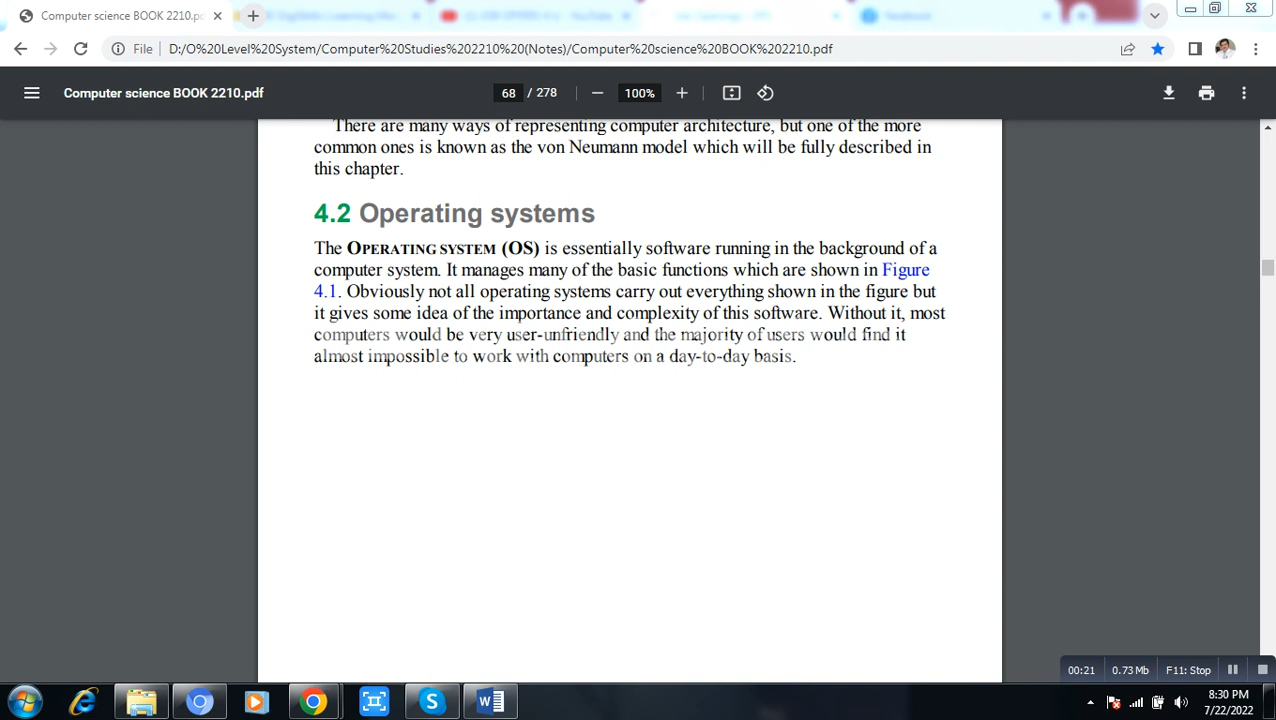 Computer science BOOK 2210.pd
File
D:/O%20Level%20System/Computer%20Studies%202210%20(Notes)/Computer%20science%20BOOK%202210.pdf
Computer science BOOK 2210.pdf
68 / 278
100%
There are many ways of representing computer architecture, but one of the more
common ones is known as the von Neumann model which will be fully described in
this chapter.
4.2 Operating systems
The OPERATING SYSTEM (OS) is essentially software running in the background of a
computer system. It manages many of the basic functions which are shown in Figure
4.1. Obviously not all operating systems carry out everything shown in the figure but
it gives some idea of the importance and complexity of this software. Without it, most
computers would be very user-unfriendly and the majority of users would find it
almost impossible to work with computers on a day-to-day basis.
00:21
0.73 Mb
F11: Stop
8:30 PM
7/22/2022